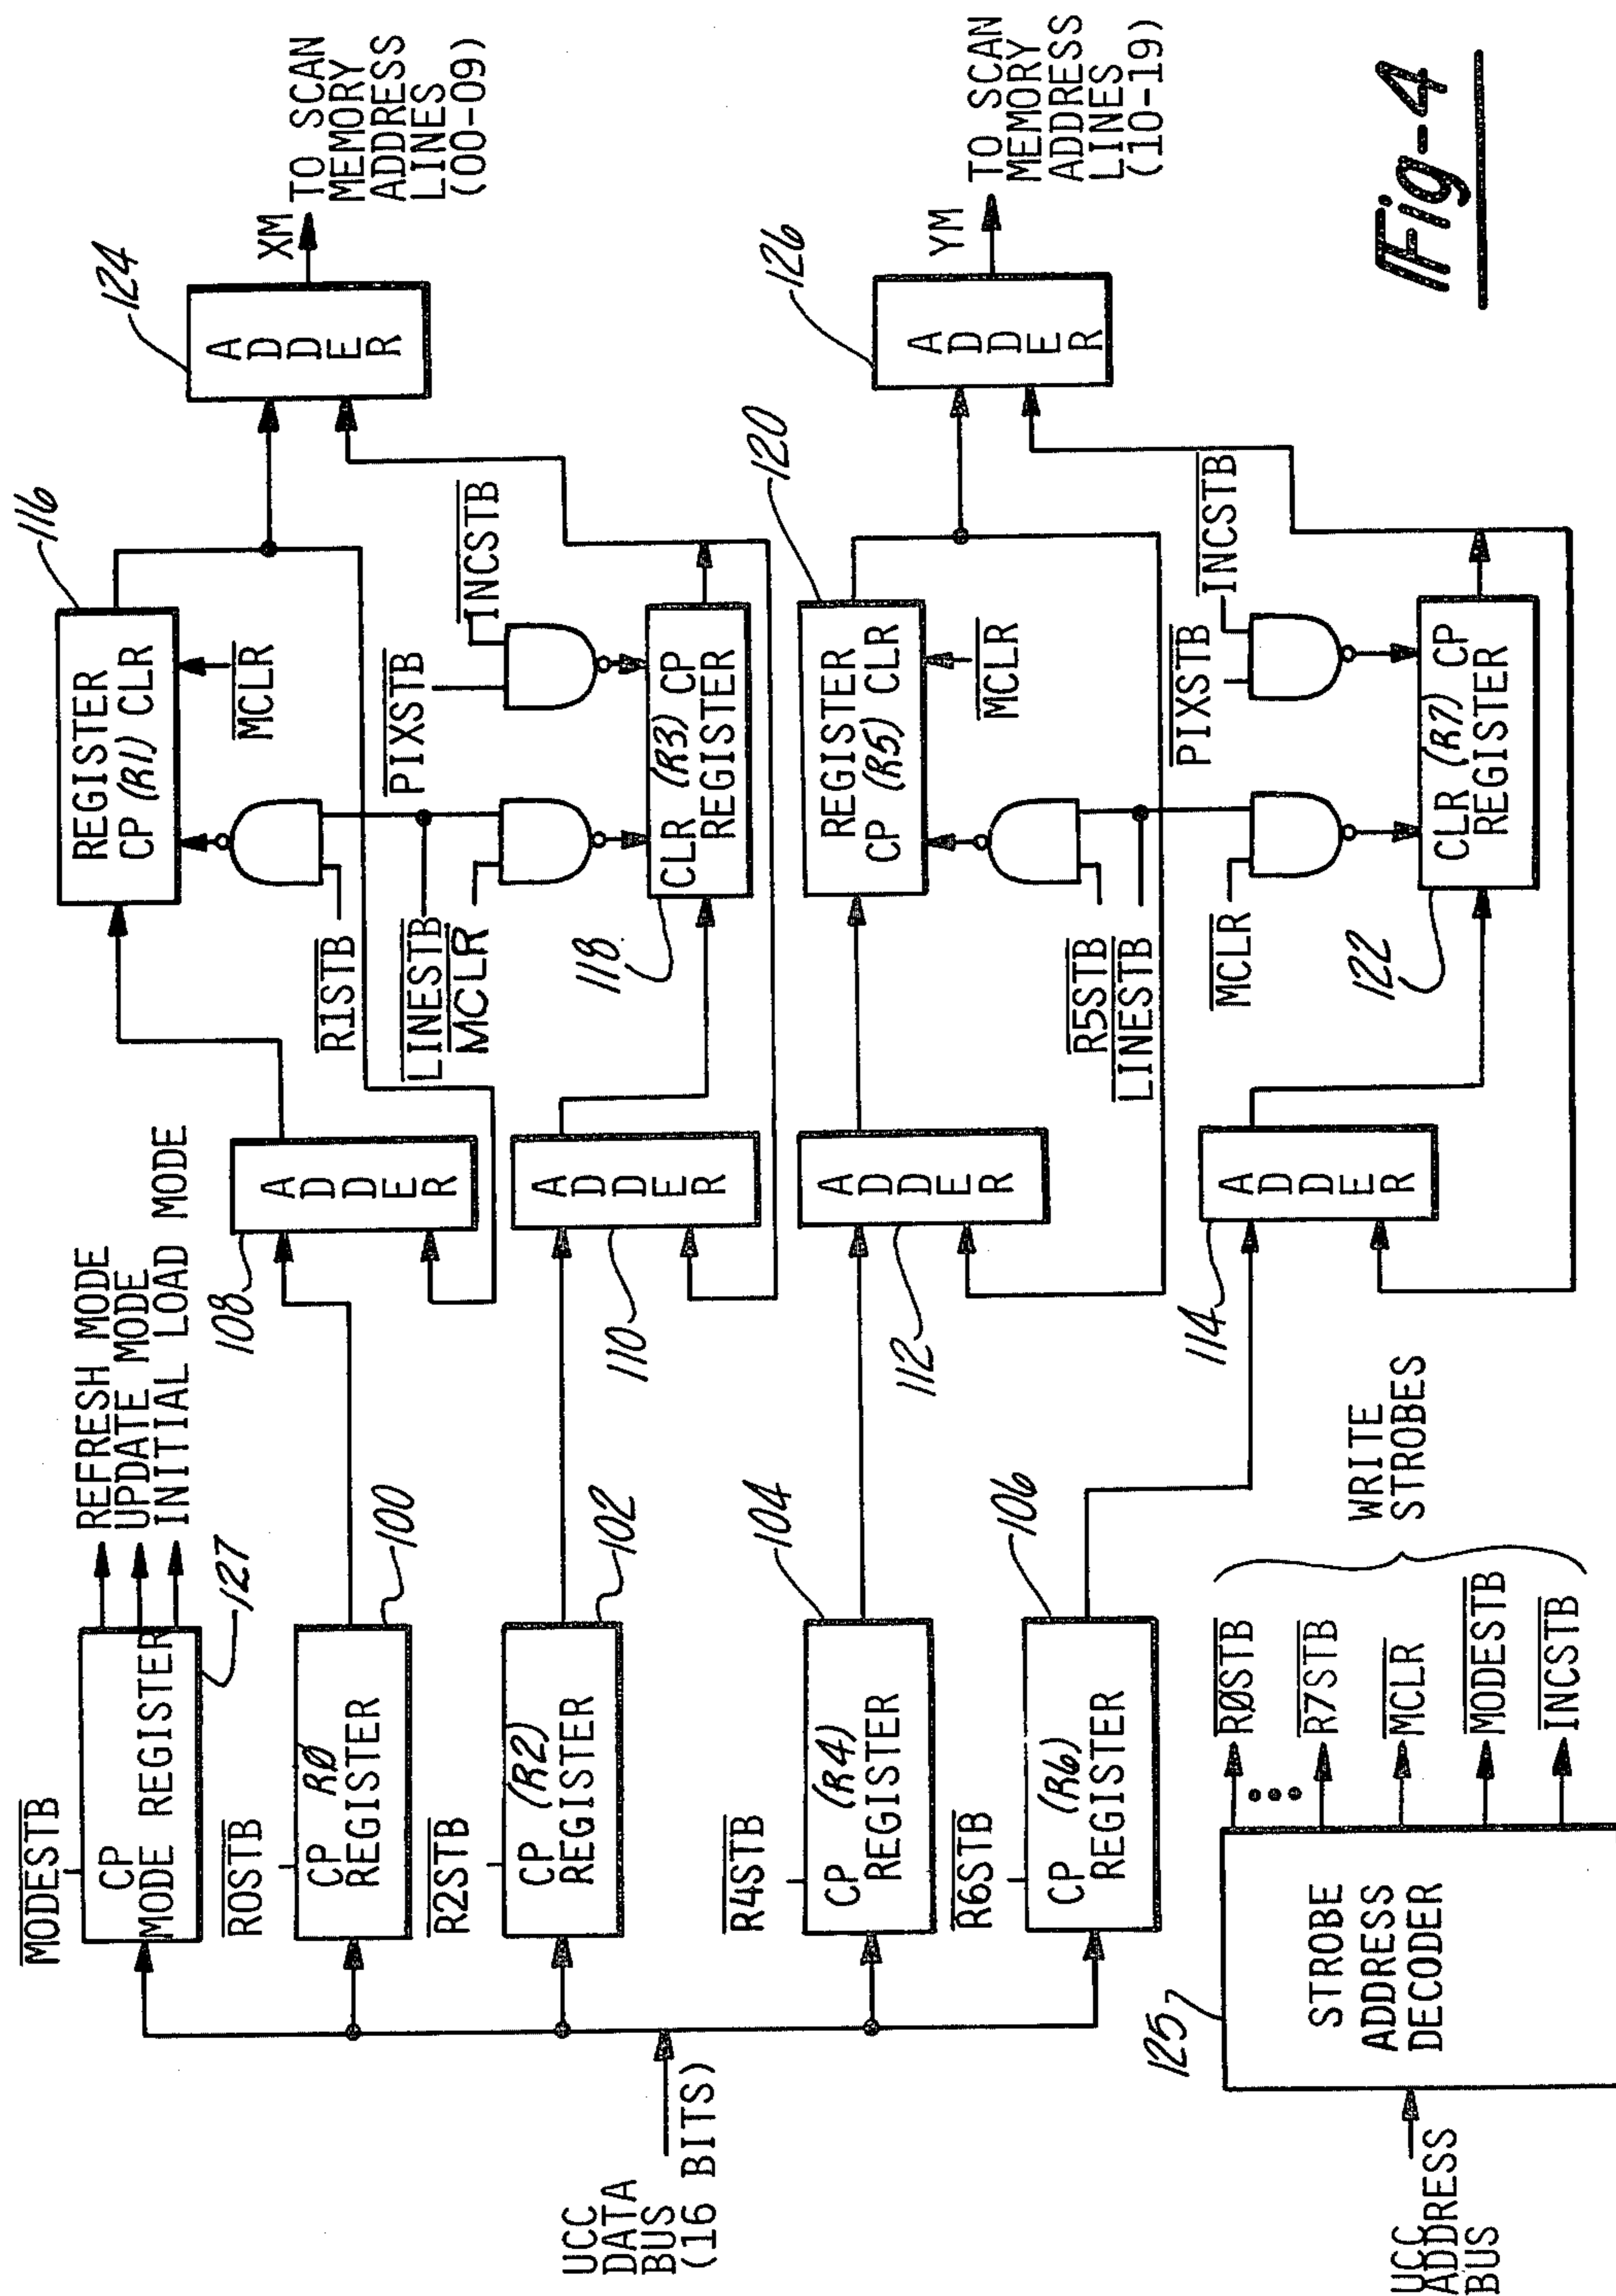 MODESTB
CP
MODE REGISTER
127
REFRESH MODE
UPDATE MODE
INITIAL LOAD MODE
R0STB
CP RØ
REGISTER
100
R2STB
CP (R2)
REGISTER
102
R4STB
CP (R4)
REGISTER
104
R6STB
CP (R6)
REGISTER
106
UCC
DATA
BUS
(16 BITS)
UCC
ADDRESS
BUS
125
STROBE
ADDRESS
DECODER
RØSTB
R7STB
MCLR
MODESTB
INCSTB
WRITE
STROBES
108
ADDER
110
ADDER
112
ADDER
114
ADDER
116
REGISTER
CP (R1) CLR
MCLR
R1STB
LINESTB
MCLR
PIXSTB
INCSTB
118
CLR (R3) CP
REGISTER
120
REGISTER
CP (R5) CLR
MCLR
R5STB
LINESTB
MCLR
PIXSTB
INCSTB
122
CLR (R7) CP
REGISTER
124
ADDER
XM
TO SCAN
MEMORY
ADDRESS
LINES
(00-09)
126
ADDER
YM
TO SCAN
MEMORY
ADDRESS
LINES
(10-19)
Fig-4